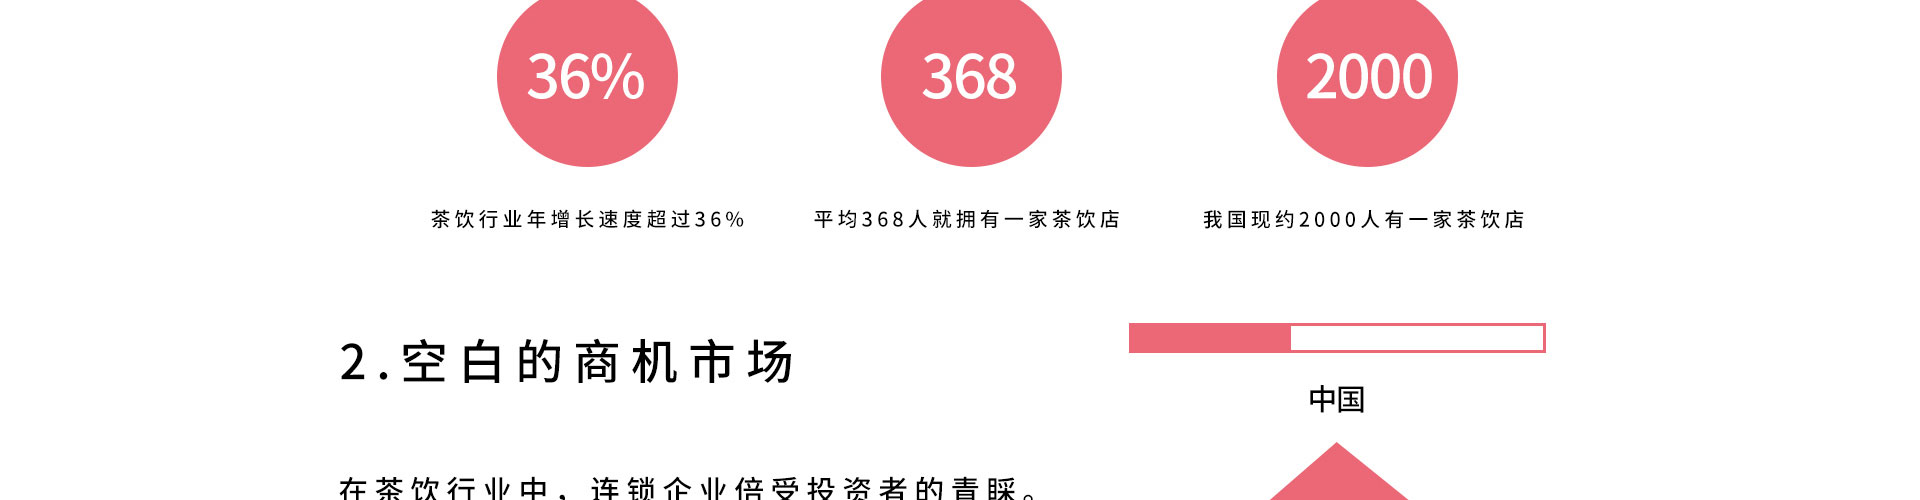 36%
368
2000
茶饮行业年增长速度超过36%
平均368人就拥有一家茶饮店
我国现约2000人有一家茶饮店
2.空白的商机市场
中国
在茶饮行业中，连锁企业倍受投资者的青睬。